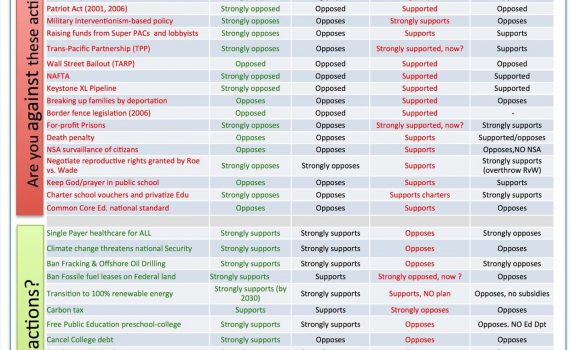 Are you against these acti
Patriot Act (2001, 2006) Strongly opposed Opposed Supported Opposed
Military Interventionism-based policy Strongly opposes Opposes Strongly supports Opposes
Raising funds from Super PACs and lobbyists Strongly opposes Opposes Supports Opposes
Trans-Pacific Partnership (TPP) Strongly opposes Opposes Strongly supported, now? Opposes
Wall Street Bailout (TARP) Opposed Opposed Supported Opposed
NAFTA Strongly opposed Opposed Supported Supported
Keystone XL Pipeline Strongly opposed Opposed Supported Supported
Breaking up families by deportation Opposes Opposes Supported Opposes
Border fence legislation (2006) Opposed Opposed Supported -
For-profit Prisons Strongly opposes Opposes Strongly supported, now? Strongly supports
Death penalty Opposes Opposes Supports Supported/opposes
NSA survaillance of citizans Opposes Opposes Supports Opposes,NO NSA
Negotiate reproductive rights granted by Roe
vs. Wade Strongly opposes Strongly opposes Supports Strongly supports
(overthrow RvW)
Keep God/prayer in public school Opposes Opposes Supports Strongly supports
Charter school vouchers and privatize Edu Strongly opposes Opposes Supports charters Strongly supports
Common Core Ed. national standard Opposes Opposes Supports Opposes
actions?
Single Payer healthcare for ALL Strongly supports Strongly supports Opposes Strongly opposes
Climate change threatens national Security Strongly supports Strongly supports Opposes Opposes
Ban Fracking & Offshore Oil Drilling Strongly supports Strongly supports Opposes Strongly opposes
Ban Fossil fuel leases on Federal land Strongly supports Supports Strongly opposed, now ? Opposes
Transition to 100% renewable energy Strongly supports (by
2030) Strongly supports Supports, NO plan Opposes, no subsidies
Carbon tax Supports Supports Strongly opposes Opposes
Free Public Education preschool-college Strongly supports Strongly supports Opposes Opposes. NO Ed Dpt
Cancel College debt Strongly supports Strongly supports Opposes Opposes